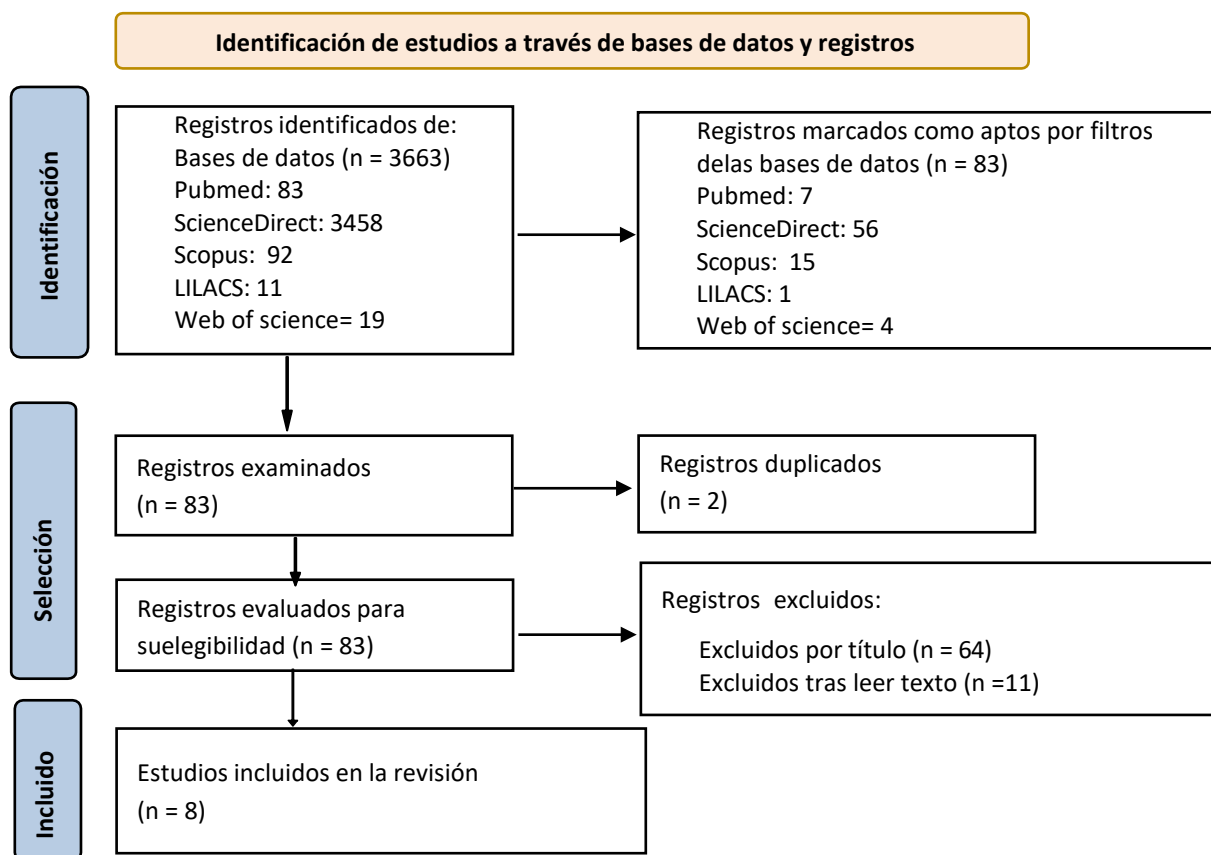 Identificación de estudios a través de bases de datos y registros
Identificación
Registros identificados de:
Bases de datos (n = 3663)
Pubmed: 83
ScienceDirect: 3458
Scopus:  92
LILACS: 11
Web of science= 19
Registros marcados como aptos por filtros
delas bases de datos (n = 83)
Pubmed: 7
ScienceDirect: 56
Scopus:  15
LILACS: 1
Web of science= 4
Selección
Registros examinados
(n = 83)
Registros duplicados
(n = 2)
Registros evaluados para
suelegibilidad (n = 83)
Registros  excluidos:
Excluidos por título (n = 64)
Excluidos tras leer texto (n =11)
Incluido
Estudios incluidos en la revisión
(n = 8)